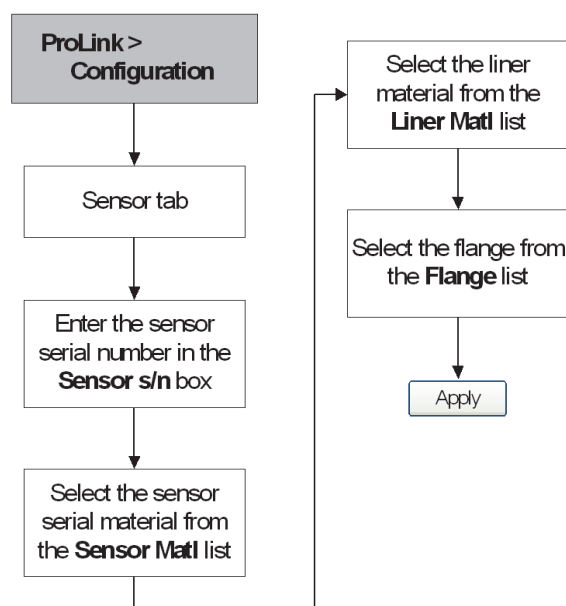 ProLink >
Configuration
Sensor tab
Enter the sensor
serial number in the
Sensor s/n box
Select the sensor
serial material from
the Sensor Matl list
Select the liner
material from the
Liner Matl list
Select the flange from
the Flange list
Apply